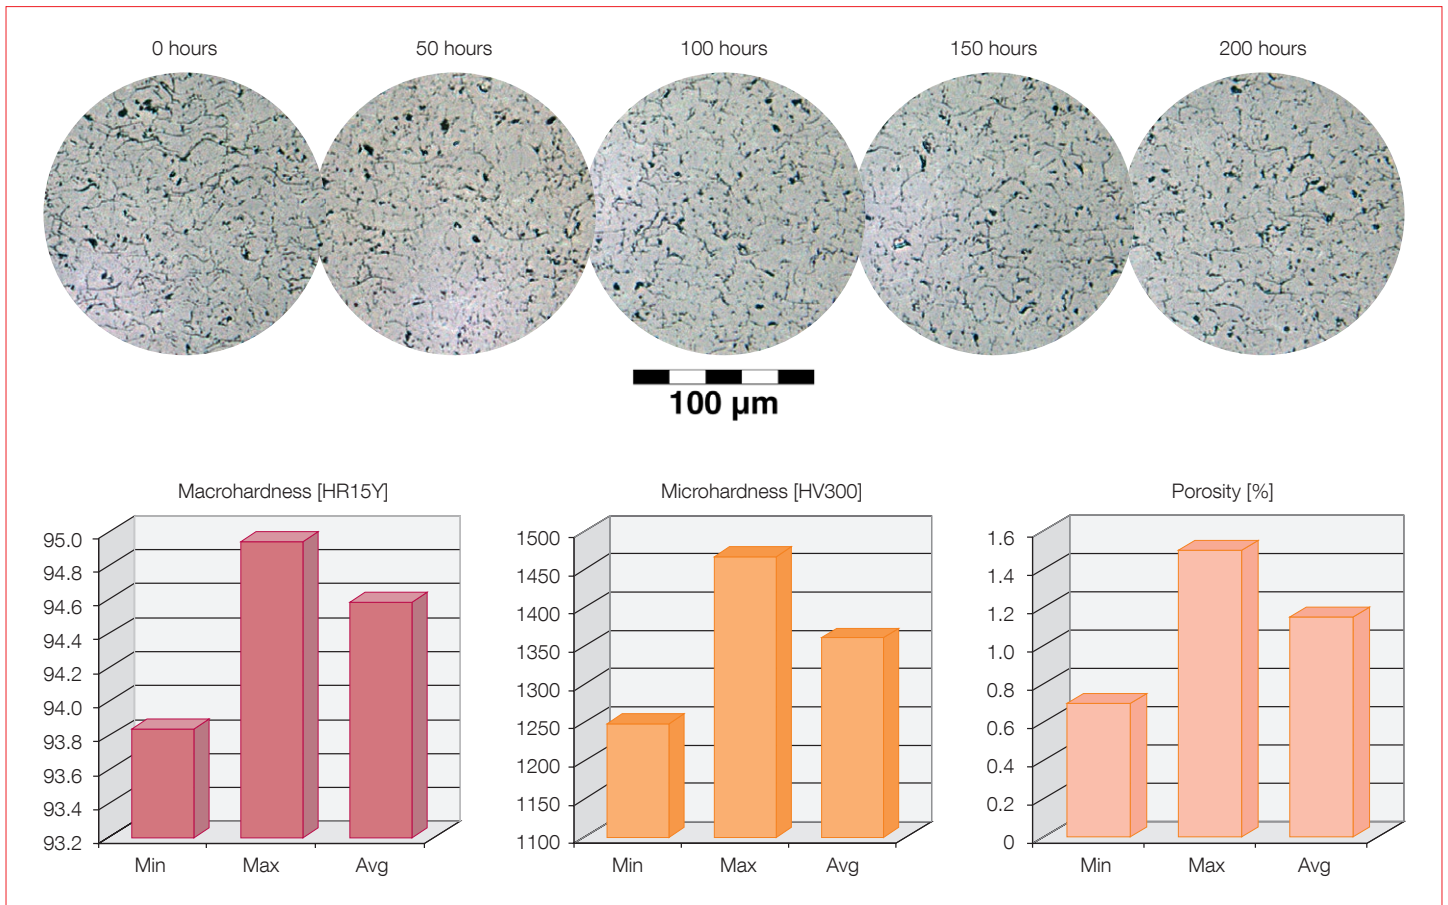 0 hours
50 hours
100 hours
150 hours
200 hours
100 µm
Macrohardness [HR15Y]
95.0
94.8
94.6
94.4
94.2
94.0
93.8
93.6
93.4
93.2
Min Max Avg
Microhardness [HV300]
1500
1450
1400
1350
1300
1250
1200
1150
1100
Min Max Avg
Porosity [%]
1.6
1.4
1.2
1.0
0.8
0.6
0.4
0.2
0
Min Max Avg